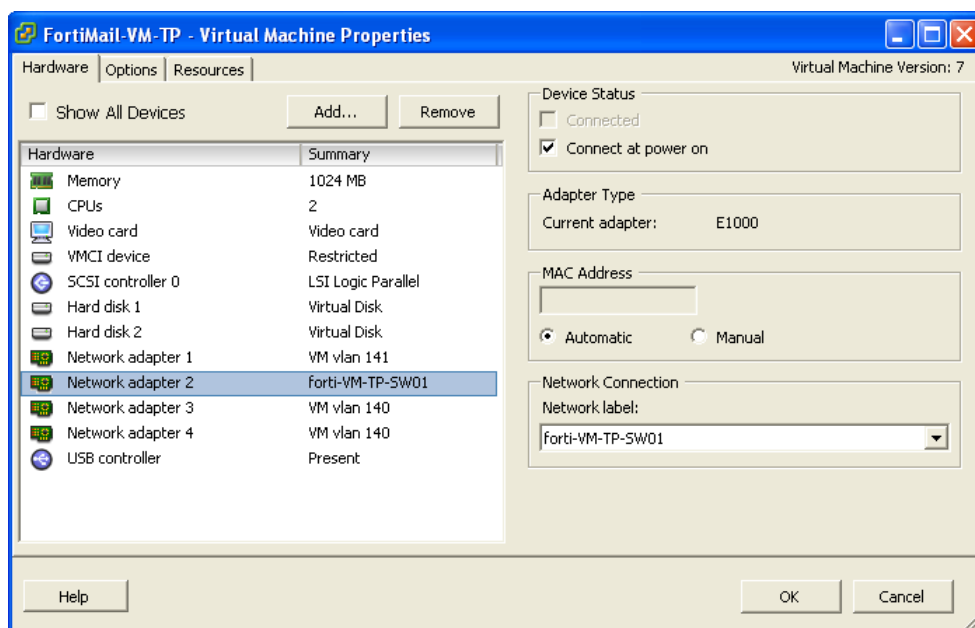 FortiMail-VM-TP - Virtual Machine Properties
Hardware Options Resources Virtual Machine Version: 7
Show All Devices Add... Remove
Hardware Summary
Memory 1024 MB
CPUs 2
Video card Video card
VMCI device Restricted
SCSI controller 0 LSI Logic Parallel
Hard disk 1 Virtual Disk
Hard disk 2 Virtual Disk
Network adapter 1 VM vlan 141
Network adapter 2 forti-VM-TP-SW01
Network adapter 3 VM vlan 140
Network adapter 4 VM vlan 140
USB controller Present
Device Status
Connected
Connect at power on
Adapter Type
Current adapter: E1000
MAC Address
Automatic Manual
Network Connection
Network label:
forti-VM-TP-SW01
Help OK Cancel